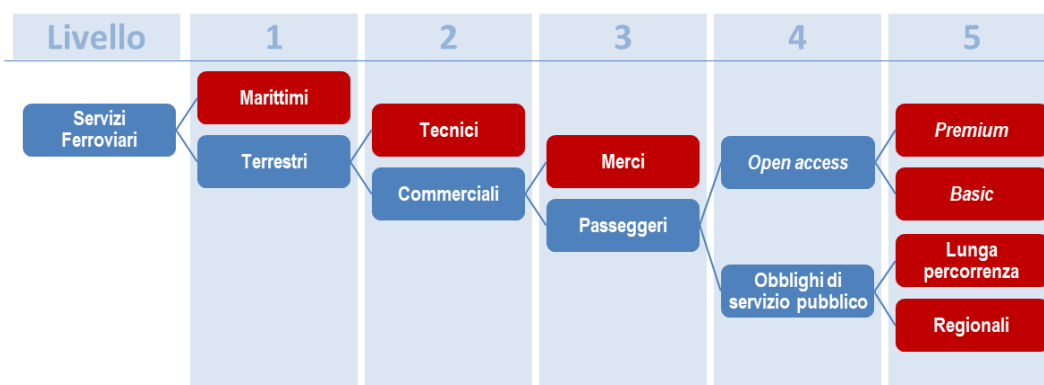 Livello
1
2
3
4
5
Servizi
Ferroviari
Marittimi
Terrestri
Tecnici
Commerciali
Merci
Passeggeri
Open access
Obblighi di
servizio pubblico
Premium
Basic
Lunga
percorrenza
Regionali